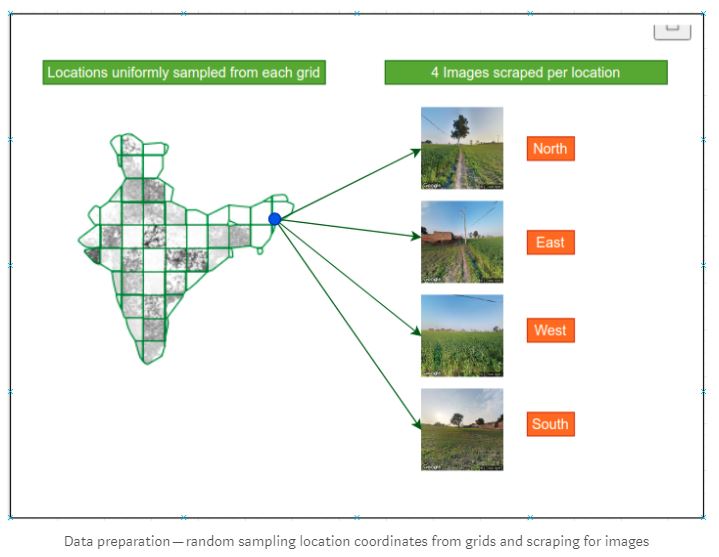 Locations uniformly sampled from each grid
4 Images scraped per location
North
Google
East
Google
West
Google
South
Google
Data preparation — random sampling location coordinates from grids and scraping for images